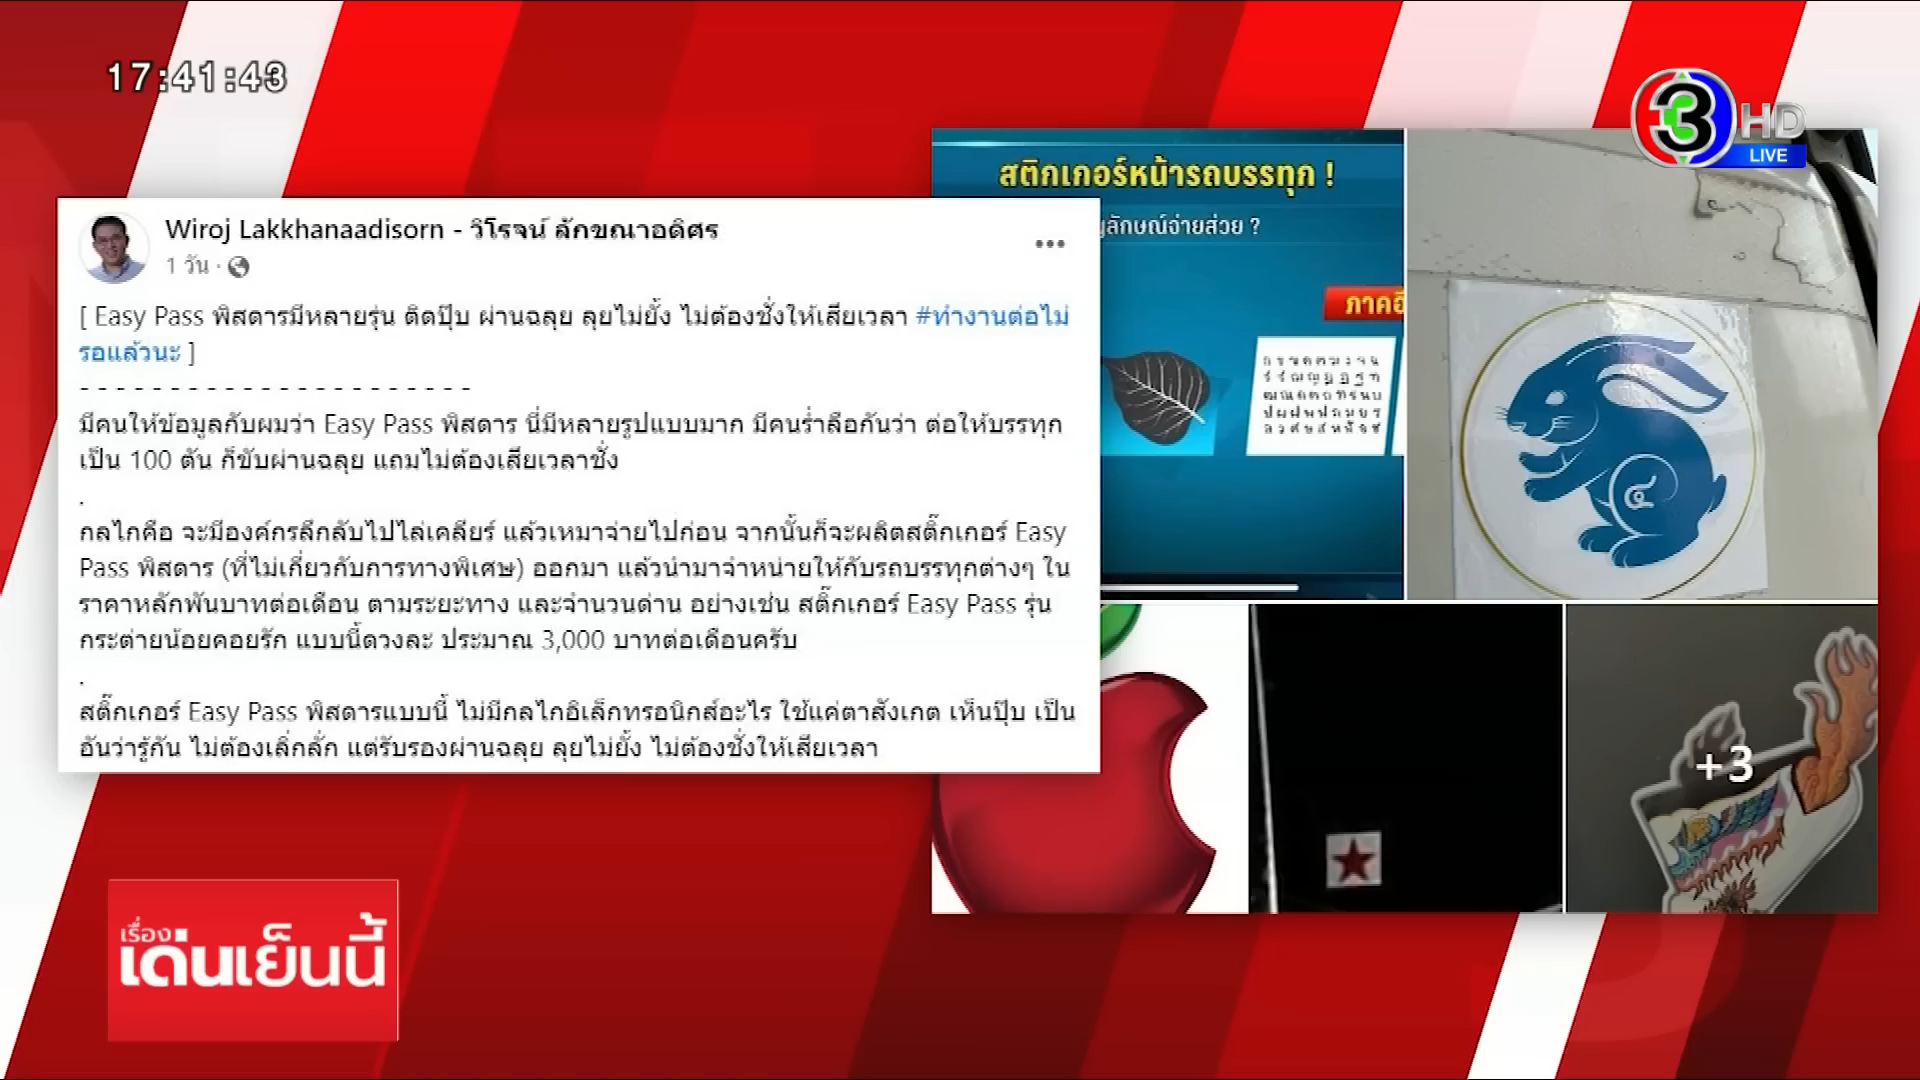 17:41:43
3 HD
LIVE
สติกเกอร์หน้ารถบรรทุก !
ลักษณ์จ่ายส่วย ?
Wiroj Lakkhanaadisorn - วิโรจน์ ลักขณาอดิศร
1 วัน ·
[ Easy Pass พิสดารมีหลายรุ่น ติดปุ๊บ ผ่านฉลุย ลุยไม่ยั้ง ไม่ต้องชั่งให้เสียเวลา #ทำงานต่อไม่
รอแล้วนะ ]
- - - - - - - - - - - - - - - - - - - - - -
มีคนให้ข้อมูลกับผมว่า Easy Pass พิสดาร นี่มีหลายรูปแบบมาก มีคนร่ำลือกันว่า ต่อให้บรรทุก
เป็น 100 ตัน ก็ขับผ่านฉลุย แถมไม่ต้องเสียเวลาชั่ง
.
กลไกคือ จะมีองค์กรลึกลับไปไล่เคลียร์ แล้วเหมาจ่ายไปก่อน จากนั้นก็จะผลิตสติ๊กเกอร์ Easy
Pass พิสดาร (ที่ไม่เกี่ยวกับการทางพิเศษ) ออกมา แล้วนำมาจำหน่ายให้กับรถบรรทุกต่างๆ ใน
ราคาหลักพันบาทต่อเดือน ตามระยะทาง และจำนวนด่าน อย่างเช่น สติ๊กเกอร์ Easy Pass รุ่น
กระต่ายน้อยคอยรัก แบบนี้ดวงละ ประมาณ 3,000 บาทต่อเดือนครับ
.
สติ๊กเกอร์ Easy Pass พิสดารแบบนี้ ไม่มีกลไกอิเล็กทรอนิกส์อะไร ใช้แค่ตาสังเกต เห็นปุ๊บ เป็น
อันว่ารู้กัน ไม่ต้องเลิ่กลั่ก แต่รับรองผ่านฉลุย ลุยไม่ยั้ง ไม่ต้องชั่งให้เสียเวลา
๔
+3
เรื่อง
เด่นเย็นนี้